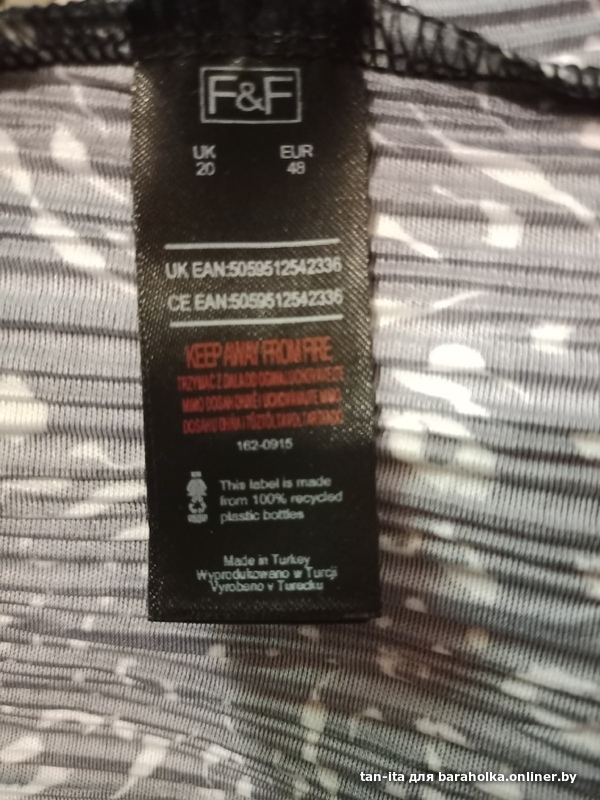 F&F
UK EUR
20 48
UK EAN:5059512542336
CE EAN:5059512542336
KEEP AWAY FROM FIRE
162-0915
This label is made
from 100% recycled
plastic bottles
Made in Turkey
Wyprodukowano w Turcji
Vyrobeno v Turecku
tan-ita для baraholka.onliner.by